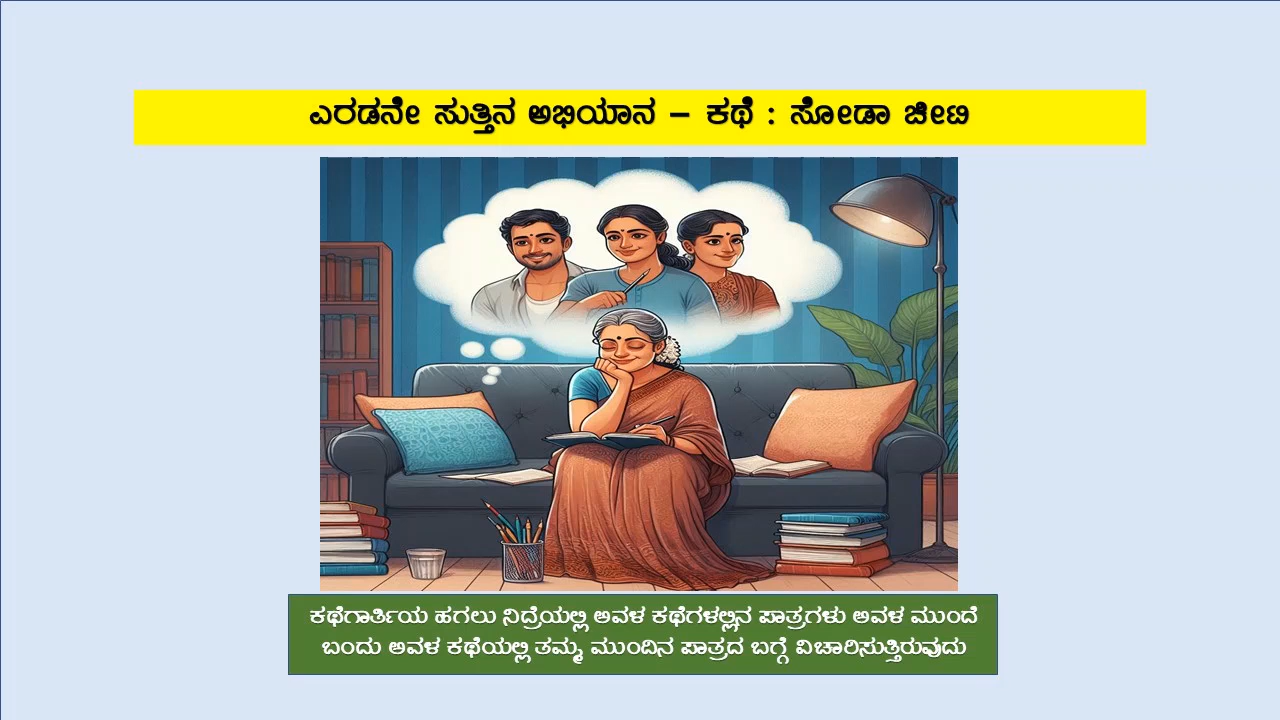 ಎರಡನೇ ಸುತ್ತಿನ ಅಭಿಯಾನ – ಕಥೆ : ಸೋಡಾ ಚೀಟಿ
ಕಥೆಗಾರ್ತಿಯ ಹಗಲು ನಿದ್ರೆಯಲ್ಲಿ ಅವಳ ಕಥೆಗಳಲ್ಲಿನ ಪಾತ್ರಗಳು ಅವಳ ಮುಂದೆ
ಬಂದು ಅವಳ ಕಥೆಯಲ್ಲಿ ತಮ್ಮ ಮುಂದಿನ ಪಾತ್ರದ ಬಗ್ಗೆ ವಿಚಾರಿಸುತ್ತಿರುವುದು